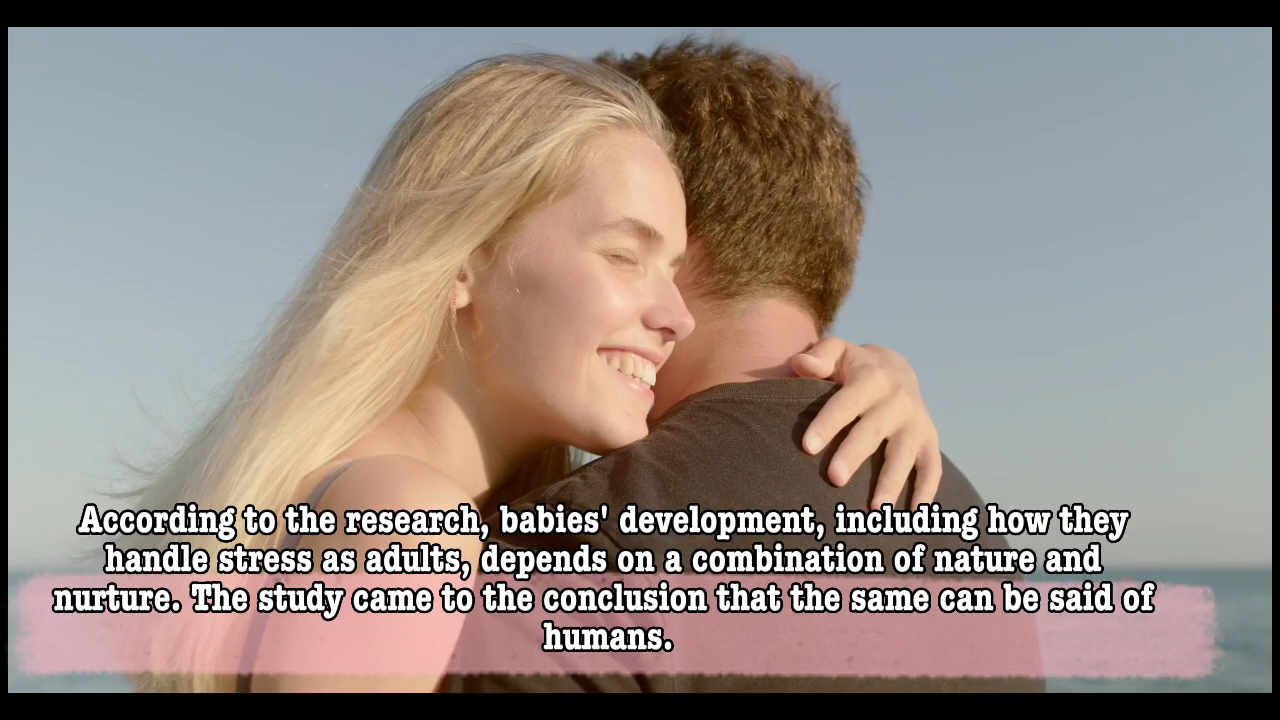 According to the research, babies' development, including how they
handle stress as adults, depends on a combination of nature and
nurture. The study came to the conclusion that the same can be said of
humans.